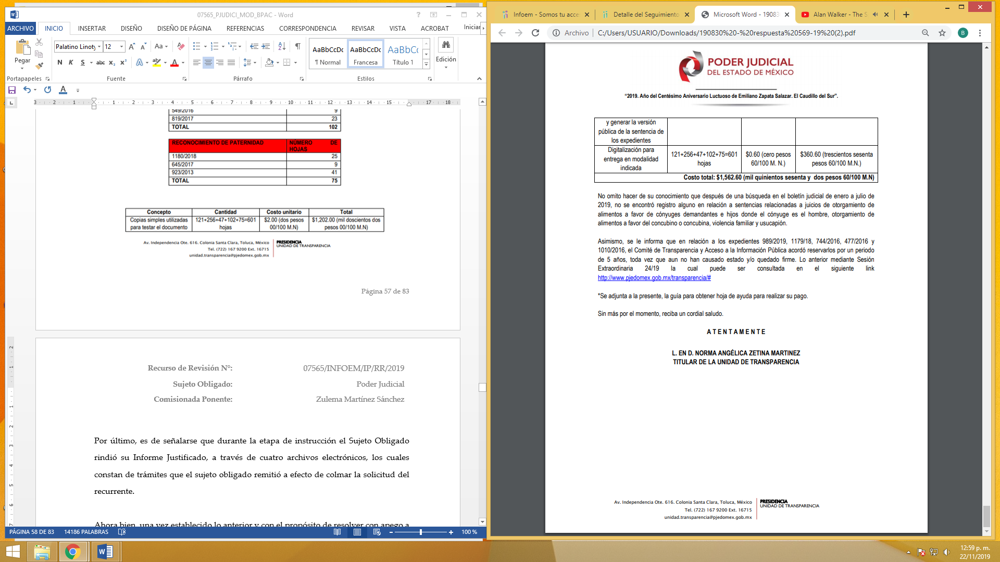 07565_PJUDICI_MOD_BPAC - Word
ARCHIVO INICIO INSERTAR DISEÑO DISEÑO DE PÁGINA REFERENCIAS CORRESPONDENCIA REVISAR VISTA ACROBAT Iniciar
Pegar
Palatino Linoty 12
N K S abc x₂ x²
AaBbCcDc AaBbCcDc AaBbCc
¶ Normal Francesa Título 1
Edición
Portapapeles Fuente Párrafo Estilos
3 2 1 1 2 3 4 5 6 7 8 9 10 11 12 13 14 15 17 18
549/2016 9
819/2017 23
TOTAL 102
RECONOCIMIENTO DE PATERNIDAD NÚMERO DE HOJAS
1180/2018 25
645/2017 9
923/2013 41
TOTAL 75
Concepto Cantidad Costo unitario Total
Copias simples utilizadas 121+256+47+102+75=601 $2.00 (dos pesos $1,202.00 (mil doscientos dos
para testar el documento hojas 00/100 M.N) pesos 00/100 M.N)
Av. Independencia Ote. 616. Colonia Santa Clara, Toluca, México
Tel. (722) 167 9200 Ext. 16715
unidad.transparencia@pjedomex.gob.mx
PRESIDENCIA
UNIDAD DE TRANSPARENCIA
Página 57 de 83
Recurso de Revisión N°: 07565/INFOEM/IP/RR/2019
Sujeto Obligado: Poder Judicial
Comisionada Ponente: Zulema Martínez Sánchez
Por último, es de señalarse que durante la etapa de instrucción el Sujeto Obligado
rindió su Informe Justificado, a través de cuatro archivos electrónicos, los cuales
constan de trámites que el sujeto obligado remitió a efecto de colmar la solicitud del
recurrente.
Ahora bien, una vez establecido lo anterior y con el propósito de resolver con apego a
PÁGINA 58 DE 83 14186 PALABRAS 100 %
Infoem - Somos tu acce
Detalle del Seguimiento
Microsoft Word - 19083
Alan Walker - The S
Archivo C:/Users/USUARIO/Downloads/190830%20-%20respuesta%20569-19%20(2).pdf
B
PODER JUDICIAL
DEL ESTADO DE MÉXICO
“2019. Año del Centésimo Aniversario Luctuoso de Emiliano Zapata Salazar. El Caudillo del Sur”.
y generar la versión
pública de la sentencia de
los expedientes
Digitalización para
entrega en modalidad
indicada
121+256+47+102+75=601
hojas
$0.60 (cero pesos
60/100 M. N.)
$360.60 (trescientos sesenta
pesos 60/100 M.N.)
Costo total: $1,562.60 (mil quinientos sesenta y dos pesos 60/100 M.N)
No omito hacer de su conocimiento que después de una búsqueda en el boletín judicial de enero a julio de
2019, no se encontró registro alguno en relación a sentencias relacionadas a juicios de otorgamiento de
alimentos a favor de cónyuges demandantes e hijos donde el cónyuge es el hombre, otorgamiento de
alimentos a favor del concubino o concubina, violencia familiar y usucapión.
Asimismo, se le informa que en relación a los expedientes 989/2019, 1179/18, 744/2016, 477/2016 y
1010/2016, el Comité de Transparencia y Acceso a la Información Pública acordó reservarlos por un periodo
de 5 años, toda vez que aun no han causado estado y/o quedado firme. Lo anterior mediante Sesión
Extraordinaria 24/19 la cual puede ser consultada en el siguiente link
http://www.pjedomex.gob.mx/transparencia/#
*Se adjunta a la presente, la guía para obtener hoja de ayuda para realizar su pago.
Sin más por el momento, reciba un cordial saludo.
A T E N T A M E N T E
L. EN D. NORMA ANGÉLICA ZETINA MARTINEZ
TITULAR DE LA UNIDAD DE TRANSPARENCIA
Av. Independencia Ote. 616. Colonia Santa Clara, Toluca, México
Tel. (722) 167 9200 Ext. 16715
unidad.transparencia@pjedomex.gob.mx
PRESIDENCIA
UNIDAD DE TRANSPARENCIA
12:59 p. m.
22/11/2019